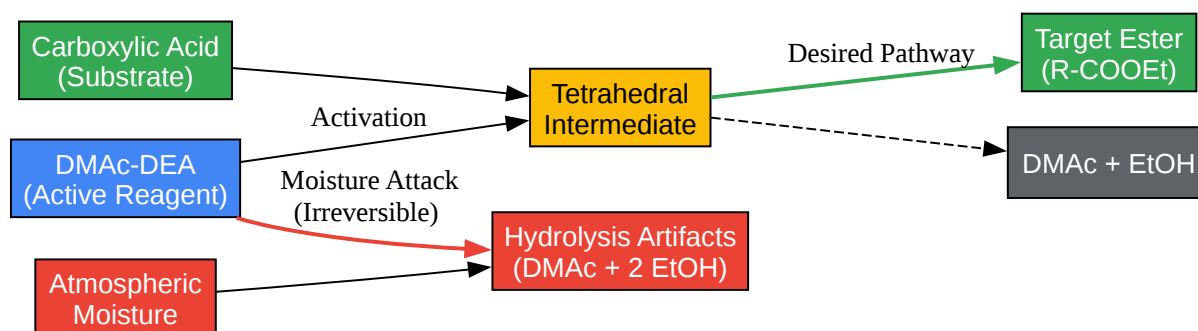 Carboxylic Acid
(Substrate)
Activation
DMAc-DEA
(Active Reagent)
Moisture Attack
(Irreversible)
Atmospheric
Moisture
Tetrahedral
Intermediate
Hydrolysis Artifacts
(DMAc + 2 EtOH)
Desired Pathway
Target Ester
(R-COOEt)
DMAc + EtOH